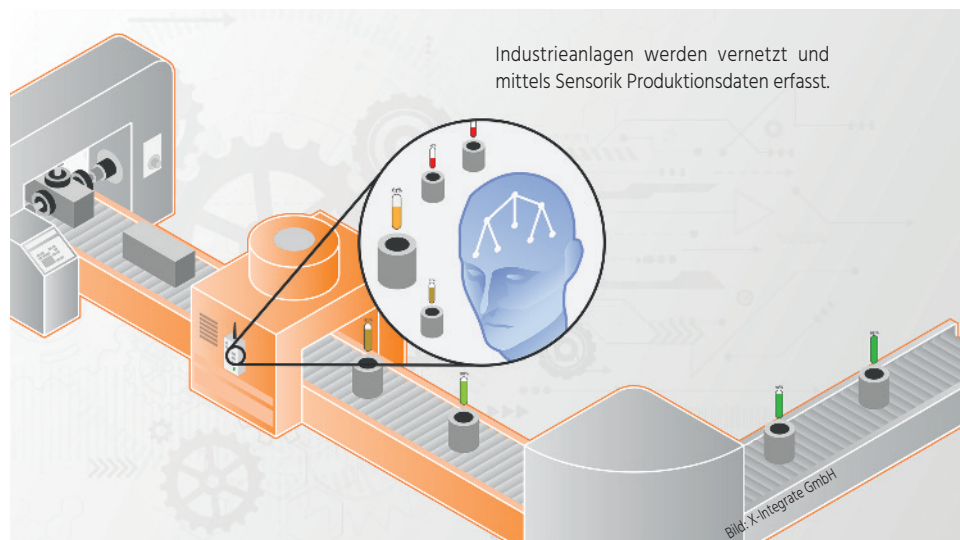 Industrieanlagen werden vernetzt und
mittels Sensorik Produktionsdaten erfasst.
Bild: X-Integrate GmbH